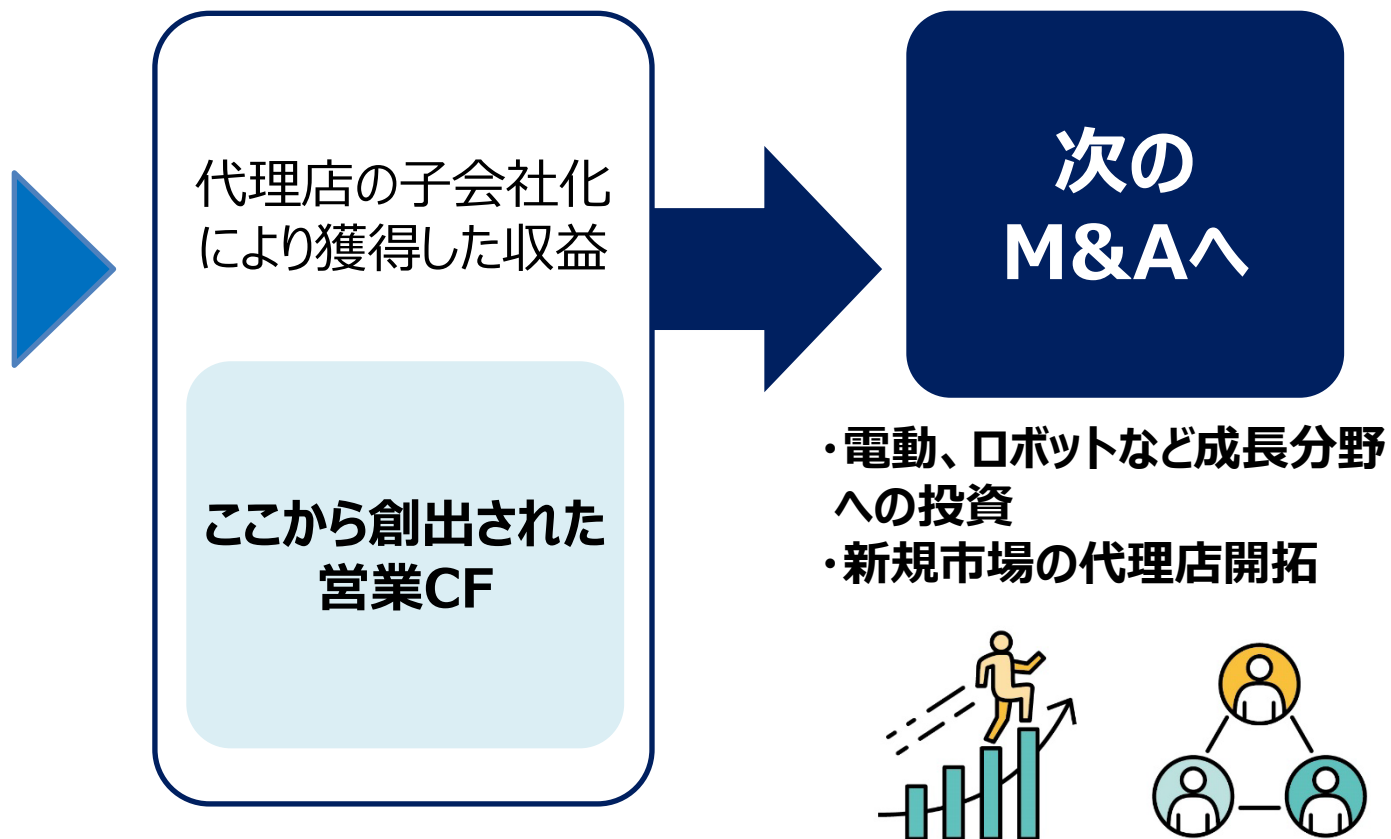 代理店の子会社化
により獲得した収益
ここから創出された
営業CF
次の
M&Aへ
・電動、ロボットなど成長分野
への投資
・新規市場の代理店開拓